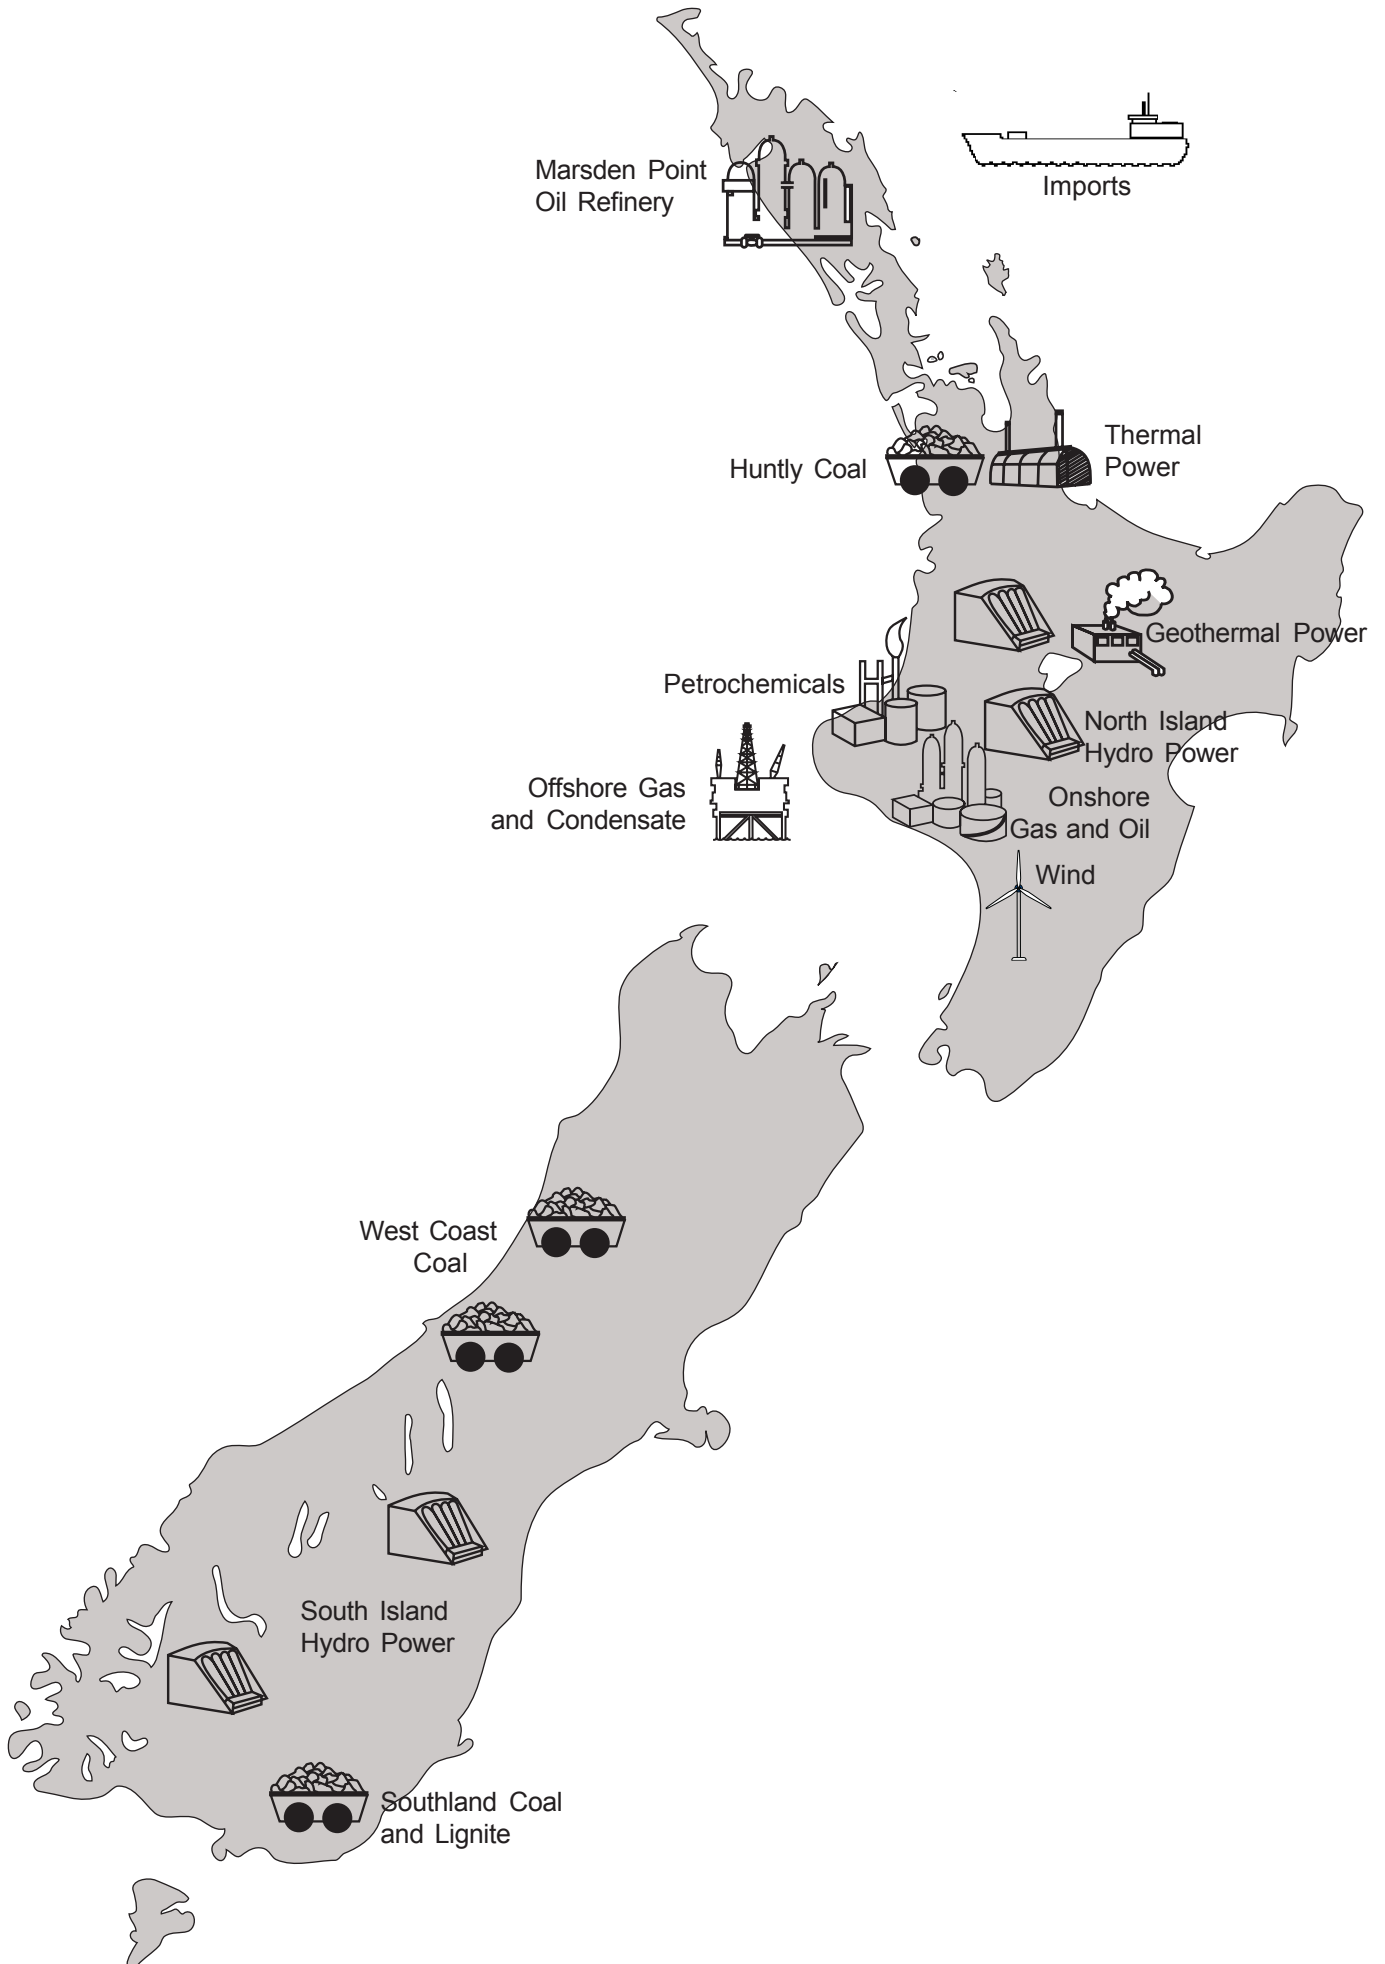 Marsden Point
Oil Refinery
Imports
Thermal
Power
Huntly Coal
Geothermal Power
Petrochemicals
North Island
Hydro Power
Offshore Gas
and Condensate
Onshore
Gas and Oil
Wind
West Coast
Coal
South Island
Hydro Power
Southland Coal
and Lignite